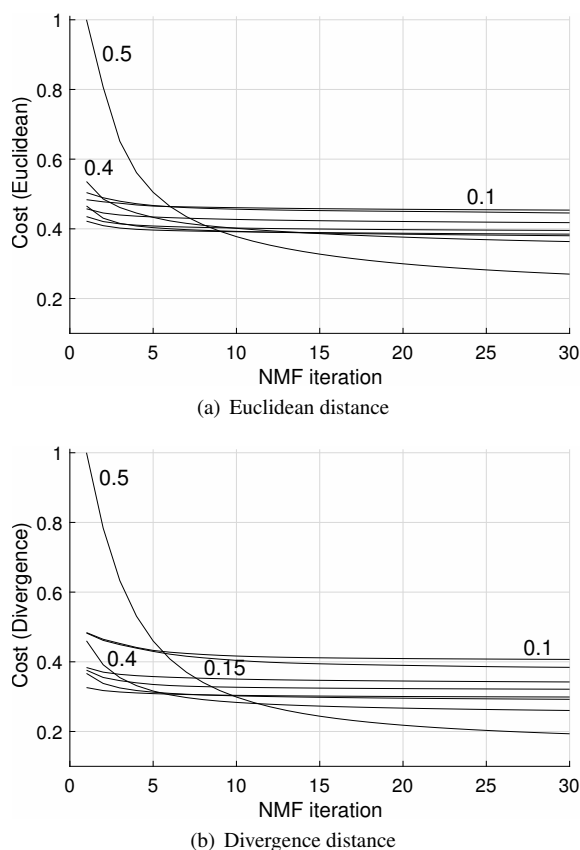 1
0.8
0.6
0.4
0.2
0 5 10 15 20 25 30
Cost (Euclidean)
NMF iteration
0.5
0.4
0.1
(a) Euclidean distance
1
0.8
0.6
0.4
0.2
0 5 10 15 20 25 30
Cost (Divergence)
NMF iteration
0.5
0.4
0.15
0.1
(b) Divergence distance